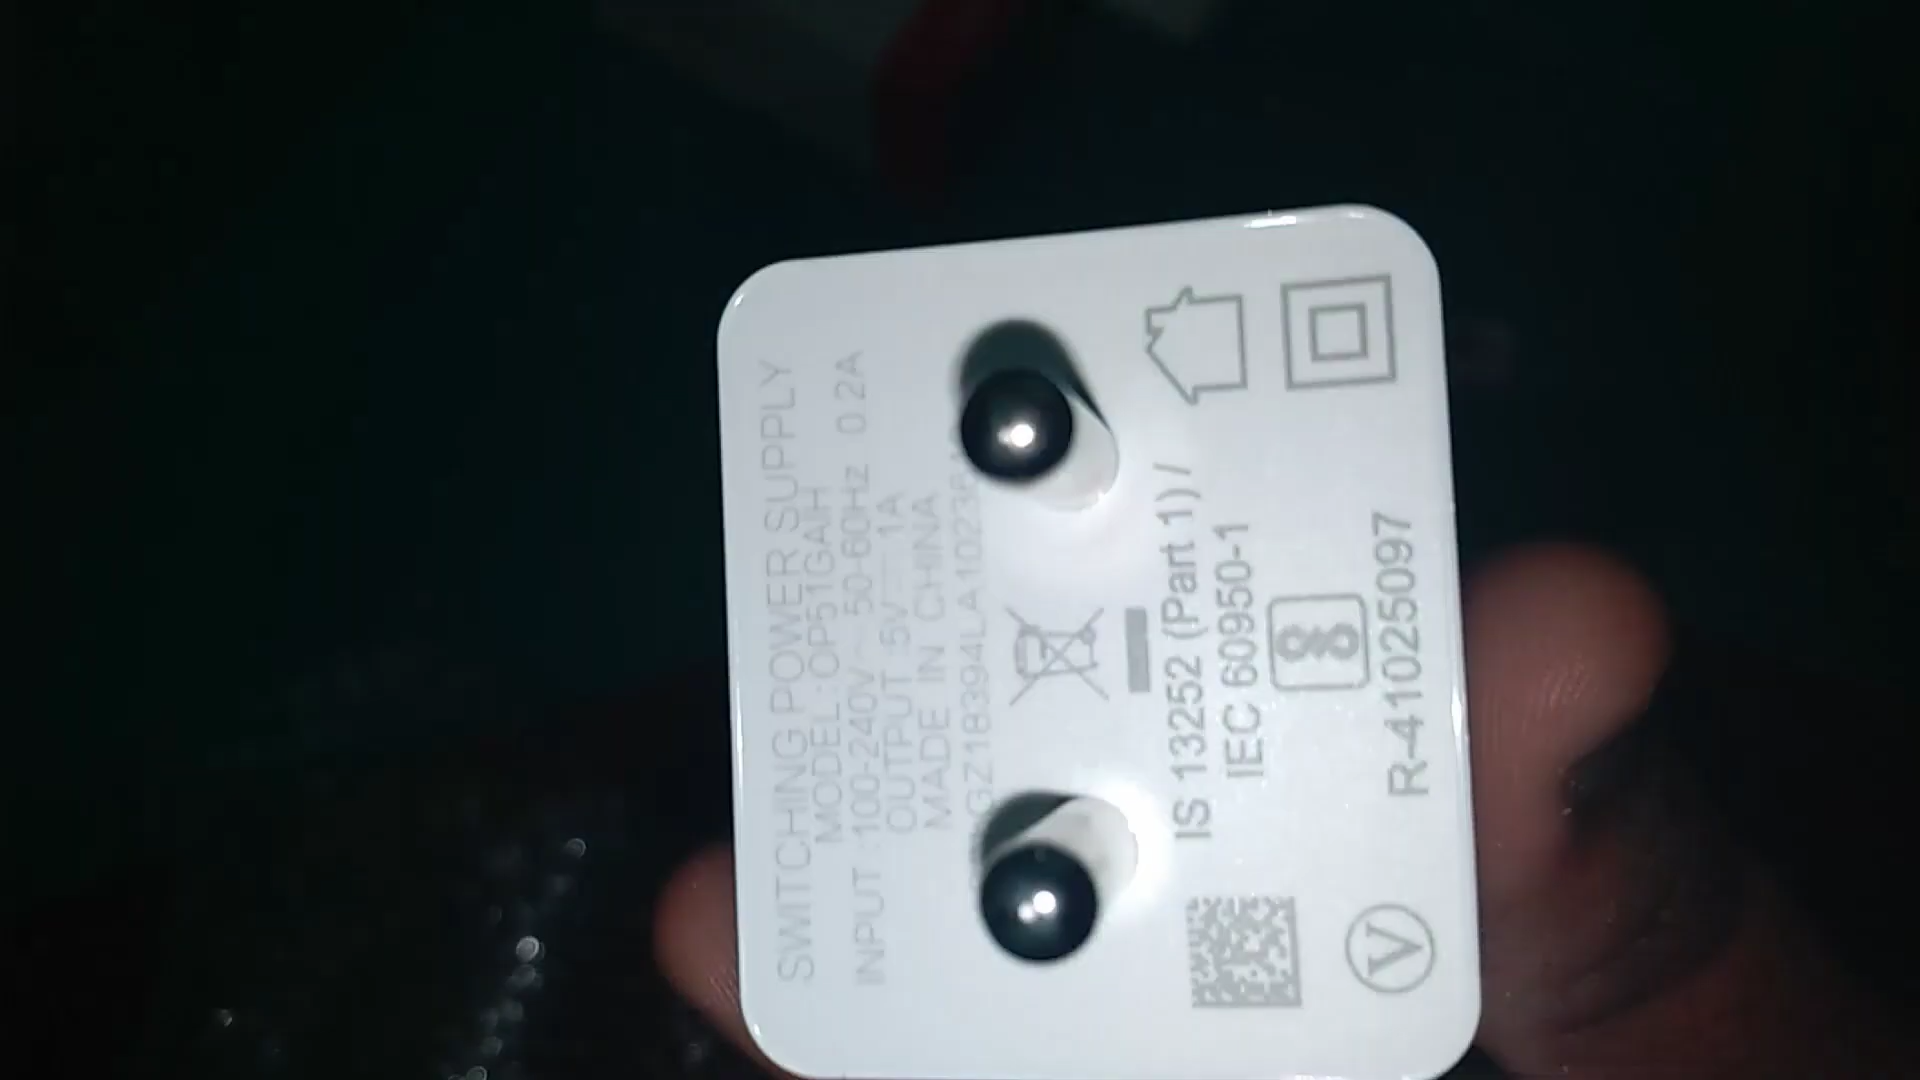 SWITCHING POWER SUPPLY
MODEL:OP51GAIH
INPUT:100-240V~50-60Hz 0.2A
OUTPUT:5V⎓1A
MADE IN CHINA
IS 13252 (Part 1) /
IEC 60950-1
R-41025097
V